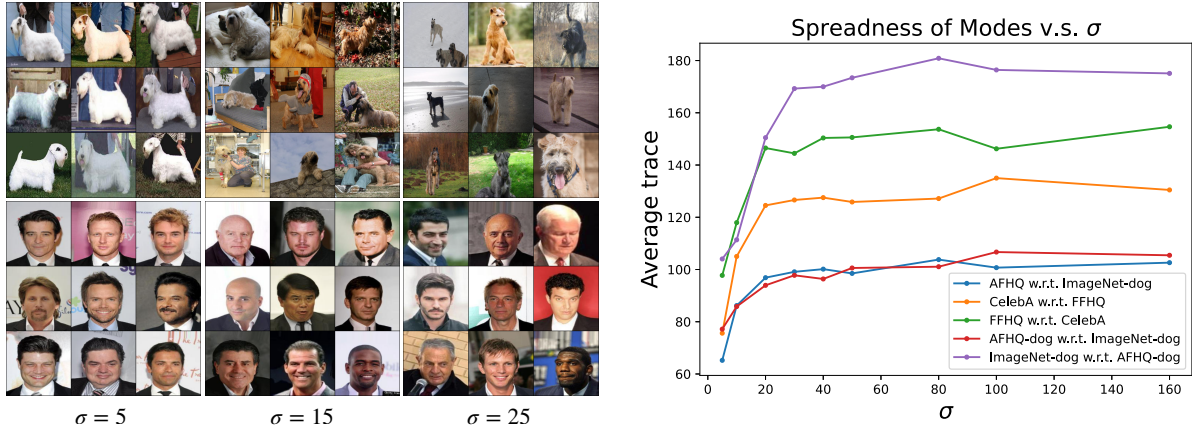 σ = 5
σ = 15
σ = 25
Spreadness of Modes v.s. σ
Average trace
180
160
140
120
100
80
60
AFHQ w.r.t. ImageNet-dog
CelebA w.r.t. FFHQ
FFHQ w.r.t. CelebA
AFHQ-dog w.r.t. ImageNet-dog
ImageNet-dog w.r.t. AFHQ-dog
0 20 40 60 80 100 120 140 160
σ